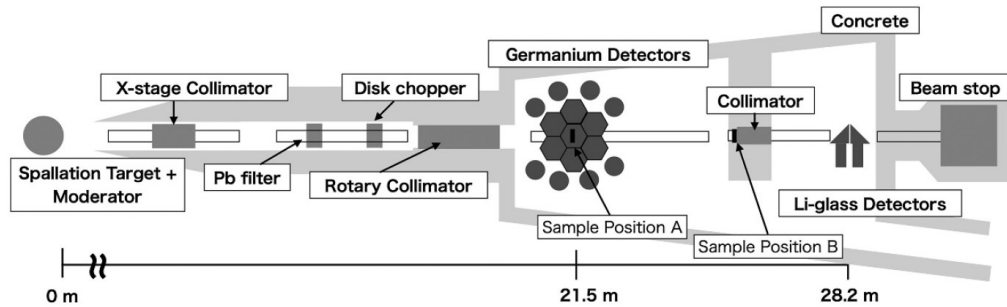 Concrete
Germanium Detectors
X-stage Collimator
Disk chopper
Collimator
Beam stop
Spallation Target +
Moderator
Pb filter
Rotary Collimator
Li-glass Detectors
Sample Position A
Sample Position B
0 m
21.5 m
28.2 m